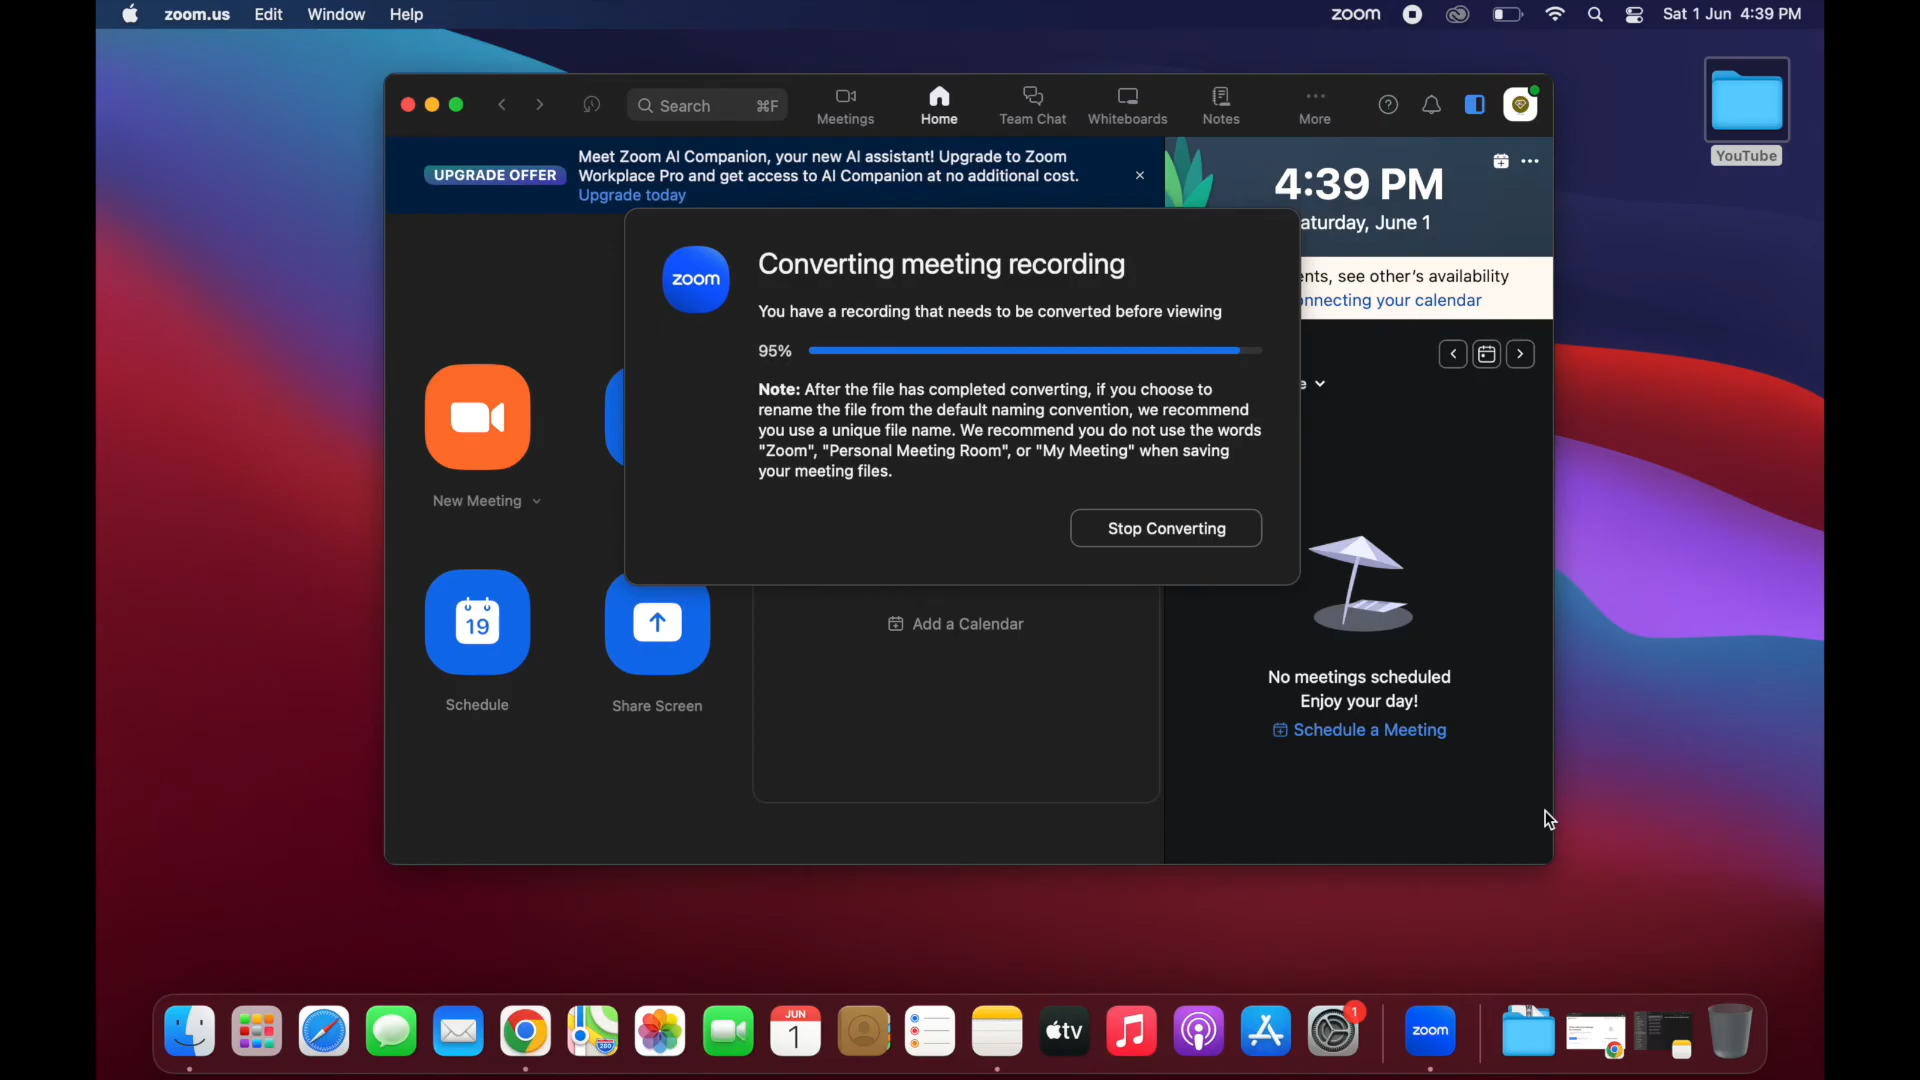 zoom.us Edit Window Help
zoom Sat 1 Jun 4:39 PM
YouTube
Search ⌘F
Meetings
Home
Team Chat
Whiteboards
Notes
More
UPGRADE OFFER
Meet Zoom AI Companion, your new AI assistant! Upgrade to Zoom
Workplace Pro and get access to AI Companion at no additional cost.
Upgrade today
4:39 PM
aturday, June 1
ents, see other's availability
onnecting your calendar
e
zoom
Converting meeting recording
You have a recording that needs to be converted before viewing
95%
Note: After the file has completed converting, if you choose to
rename the file from the default naming convention, we recommend
you use a unique file name. We recommend you do not use the words
"Zoom", "Personal Meeting Room", or "My Meeting" when saving
your meeting files.
Stop Converting
New Meeting
19
Schedule
Share Screen
Add a Calendar
No meetings scheduled
Enjoy your day!
Schedule a Meeting
280
JUN
1
tv
1
zoom